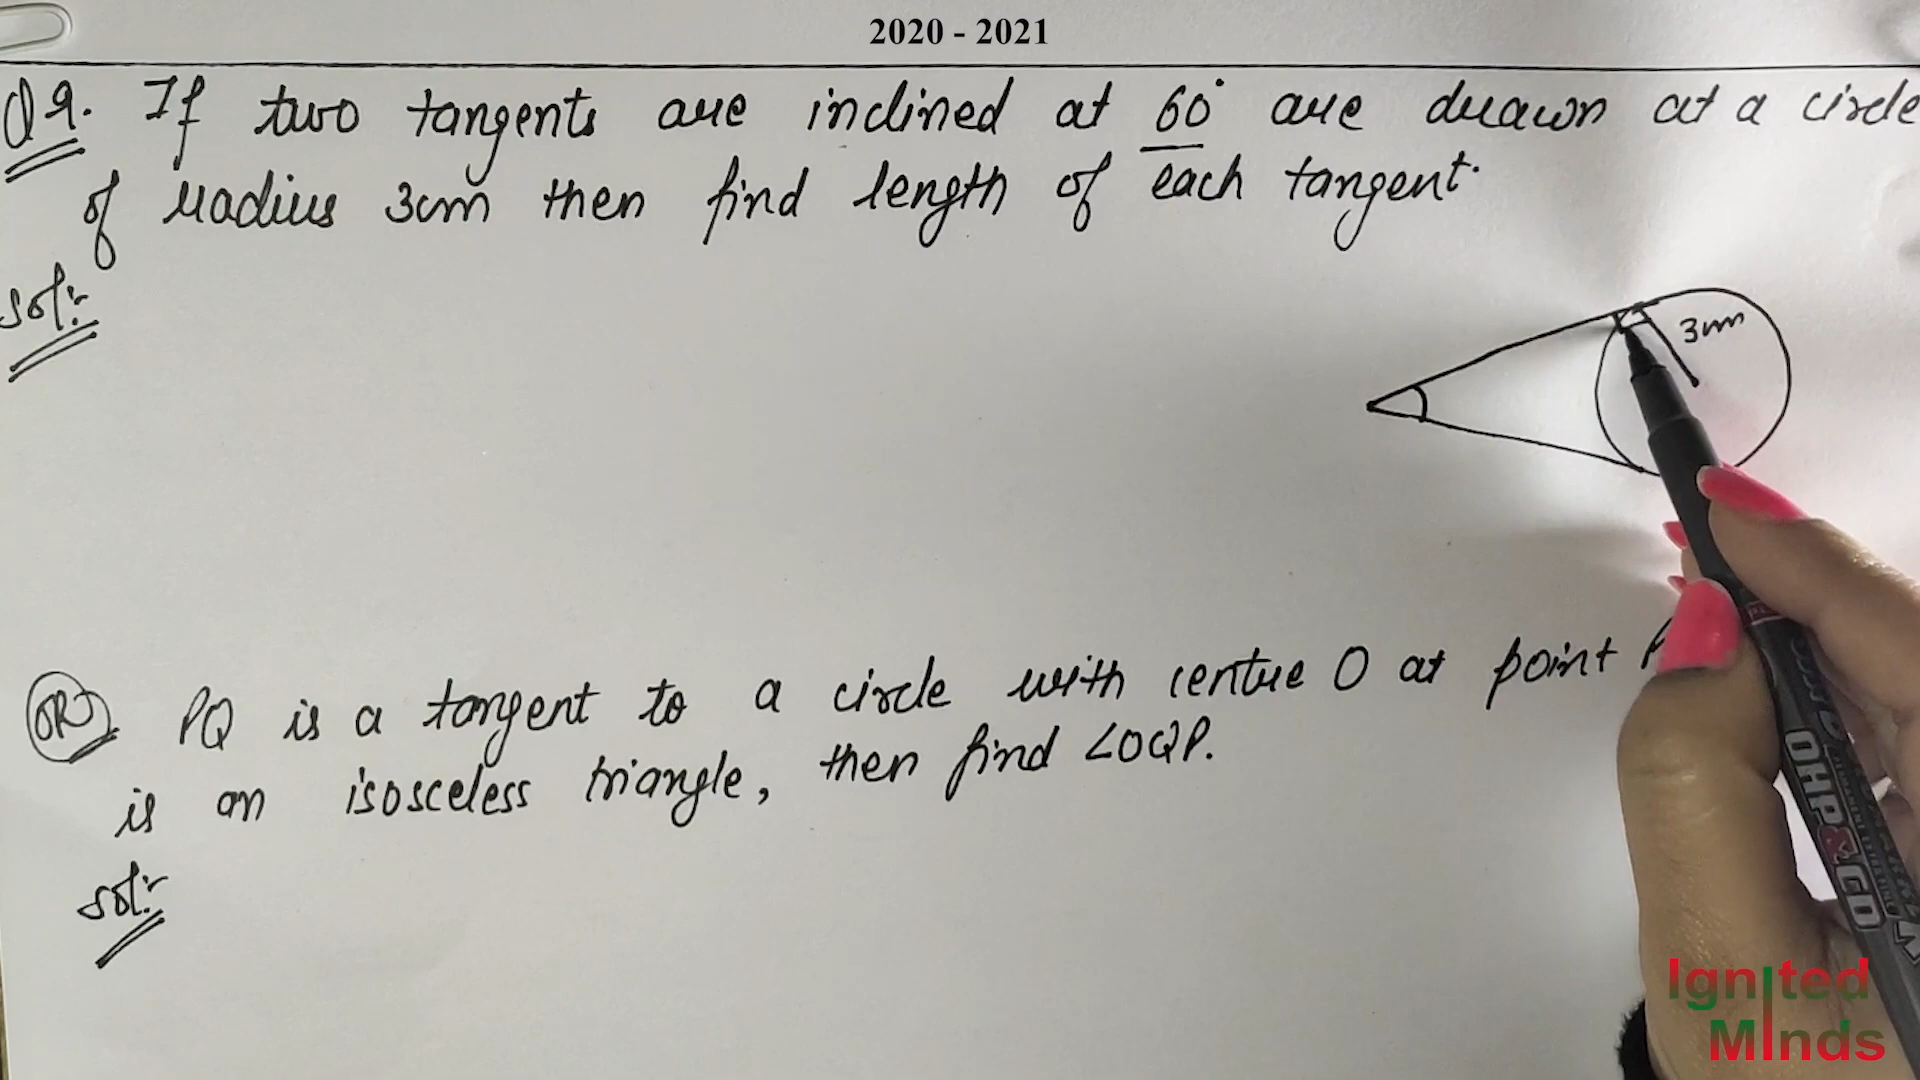 2020 - 2021
Q9. If two tangents are inclined at 60° are drawn at a circle
of radius 3cm then find length of each tangent.
Sol:-
3cm
OR PQ is a tangent to a circle with centre O at point
is an isosceless triangle, then find ∠OQP.
Sol:-
OHP & CD
Ignited
Minds